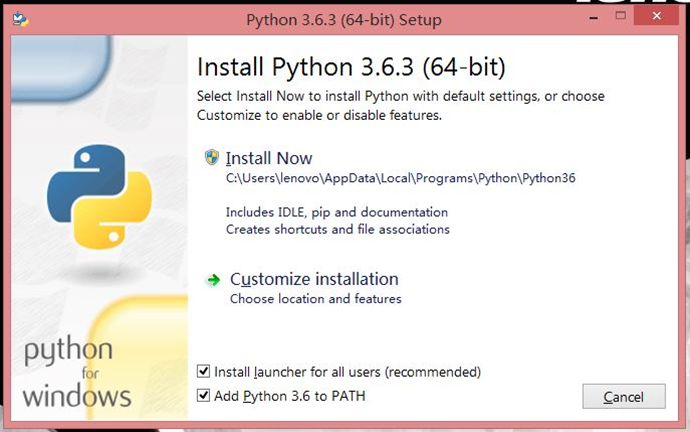 Python 3.6.3 (64-bit) Setup
Install Python 3.6.3 (64-bit)
Select Install Now to install Python with default settings, or choose
Customize to enable or disable features.
Install Now
C:\Users\lenovo\AppData\Local\Programs\Python\Python36
Includes IDLE, pip and documentation
Creates shortcuts and file associations
Customize installation
Choose location and features
python
for
windows
Install launcher for all users (recommended)
Add Python 3.6 to PATH
Cancel